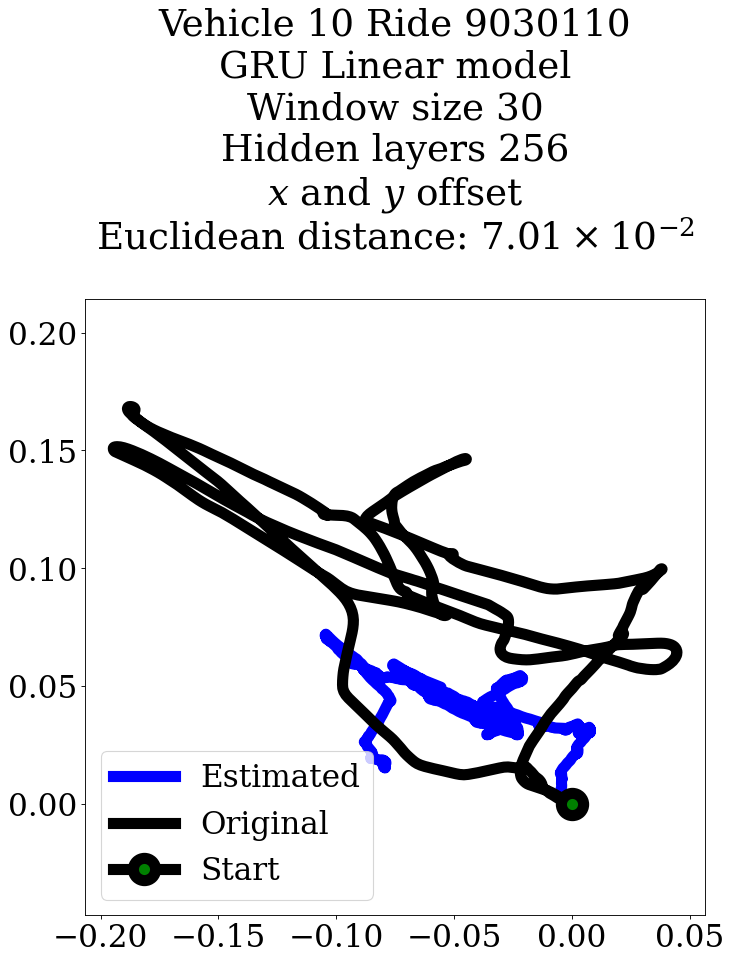 Vehicle 10 Ride 9030110
GRU Linear model
Window size 30
Hidden layers 256
x and y offset
Euclidean distance: 7.01 × 10⁻²
0.20
0.15
0.10
0.05
0.00
Estimated
Original
Start
−0.20 −0.15 −0.10 −0.05 0.00 0.05